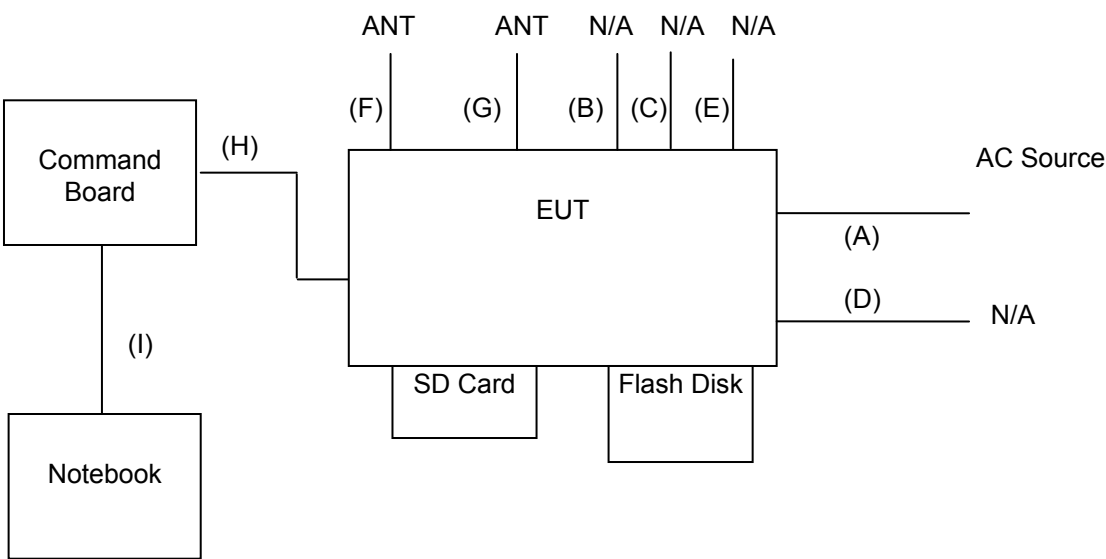 ANT
ANT
N/A
N/A
N/A
(F)
(G)
(B)
(C)
(E)
Command
Board
(H)
EUT
AC Source
(A)
(D)
N/A
(I)
SD Card
Flash Disk
Notebook